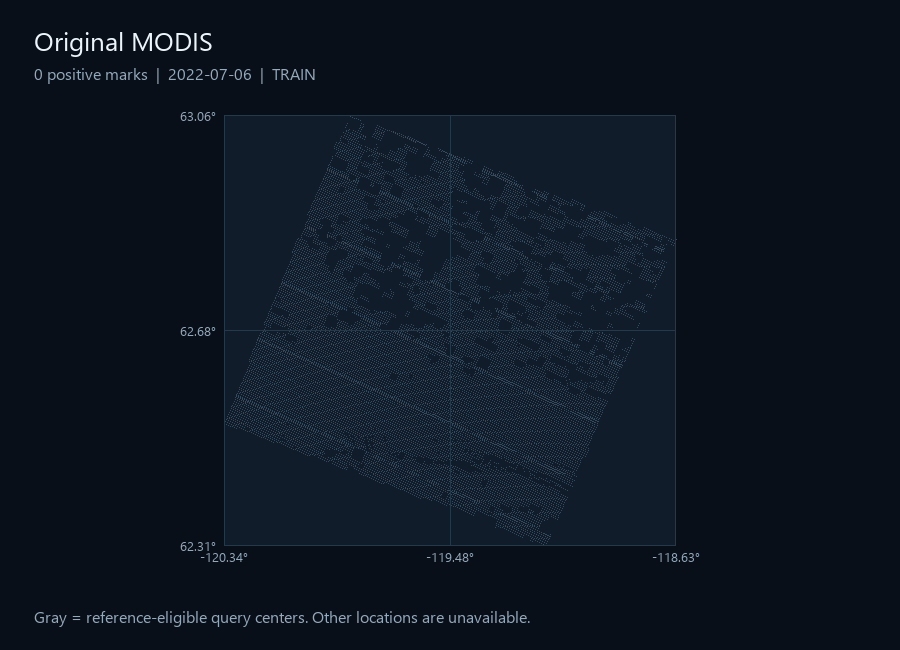 Original MODIS
0 positive marks | 2022-07-06 | TRAIN
63.06°
62.68°
62.31°
-120.34°
-119.48°
-118.63°
Gray = reference-eligible query centers. Other locations are unavailable.